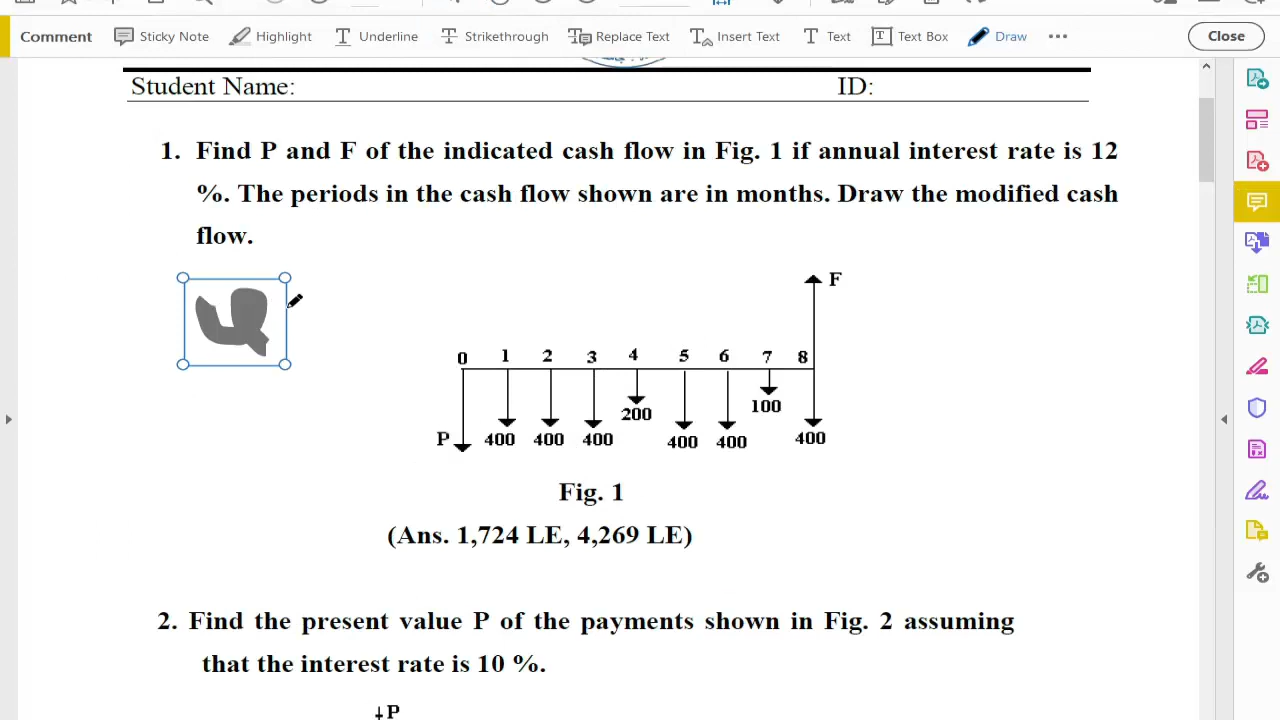 Comment Sticky Note Highlight Underline Strikethrough Replace Text Insert Text Text Text Box Draw Close
Student Name: ID:
1. Find P and F of the indicated cash flow in Fig. 1 if annual interest rate is 12
%. The periods in the cash flow shown are in months. Draw the modified cash
flow.
F
0 1 2 3 4 5 6 7 8
200 100
P 400 400 400 400 400 400
Fig. 1
(Ans. 1,724 LE, 4,269 LE)
2. Find the present value P of the payments shown in Fig. 2 assuming
that the interest rate is 10 %.
P